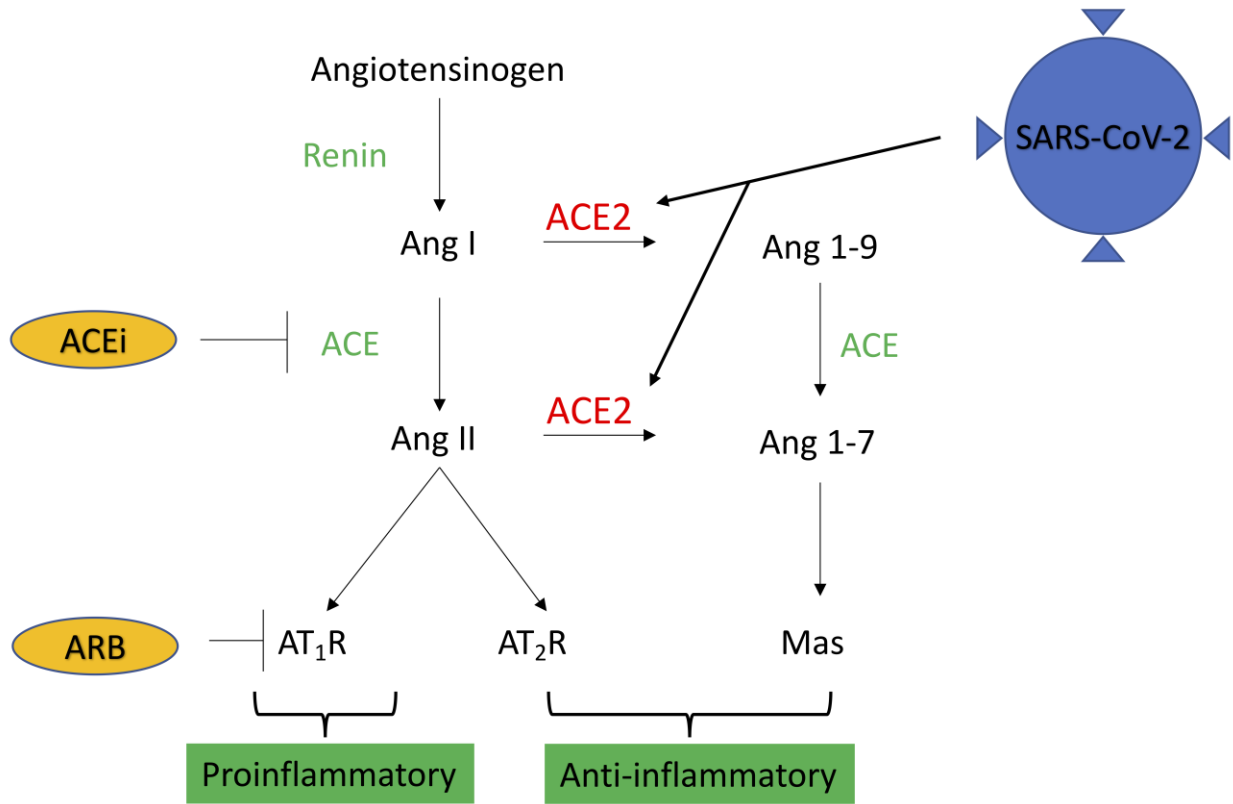 Angiotensinogen
SARS-CoV-2
Renin
ACE2
Ang I
Ang 1-9
ACEi
ACE
ACE
ACE2
Ang II
Ang 1-7
ARB
AT₁R
AT₂R
Mas
Proinflammatory
Anti-inflammatory